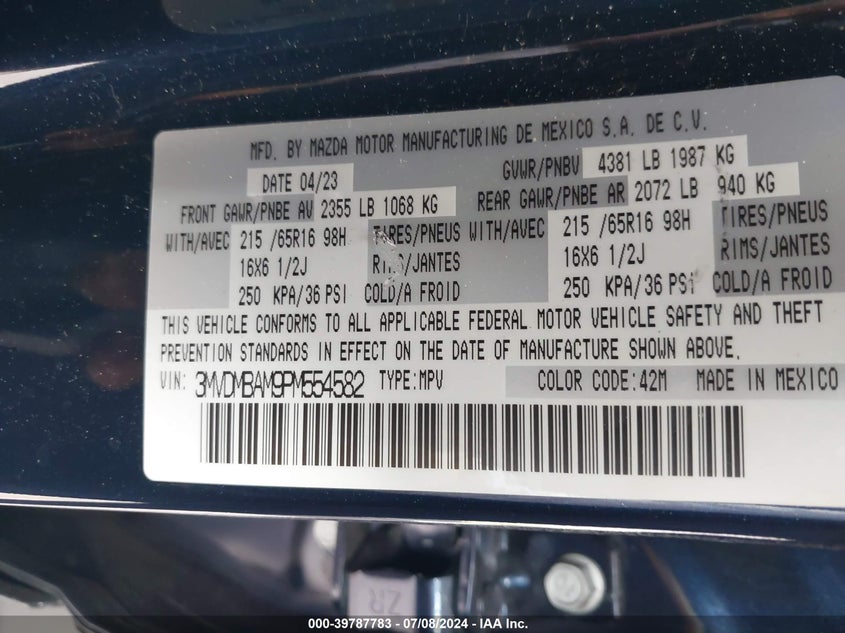 MFD. BY MAZDA MOTOR MANUFACTURING DE MEXICO S.A. DE C.V.
DATE 04/23 GVWR/PNBV 4381 LB 1987 KG
FRONT GAWR/PNBE AV 2355 LB 1068 KG REAR GAWR/PNBE AR 2072 LB 940 KG
WITH/AVEC 215 /65R16 98H TIRES/PNEUS WITH/AVEC 215 /65R16 98H TIRES/PNEUS
16X6 1/2J RIMS/JANTES 16X6 1/2J RIMS/JANTES
250 KPA/36 PSI COLD/A FROID 250 KPA/36 PSI COLD/A FROID
THIS VEHICLE CONFORMS TO ALL APPLICABLE FEDERAL MOTOR VEHICLE SAFETY AND THEFT
PREVENTION STANDARDS IN EFFECT ON THE DATE OF MANUFACTURE SHOWN ABOVE.
VIN: 3MVDMBAM9PM554582 TYPE:MPV COLOR CODE:42M MADE IN MEXICO
ZR
000-39787783 - 07/08/2024 - IAA Inc.